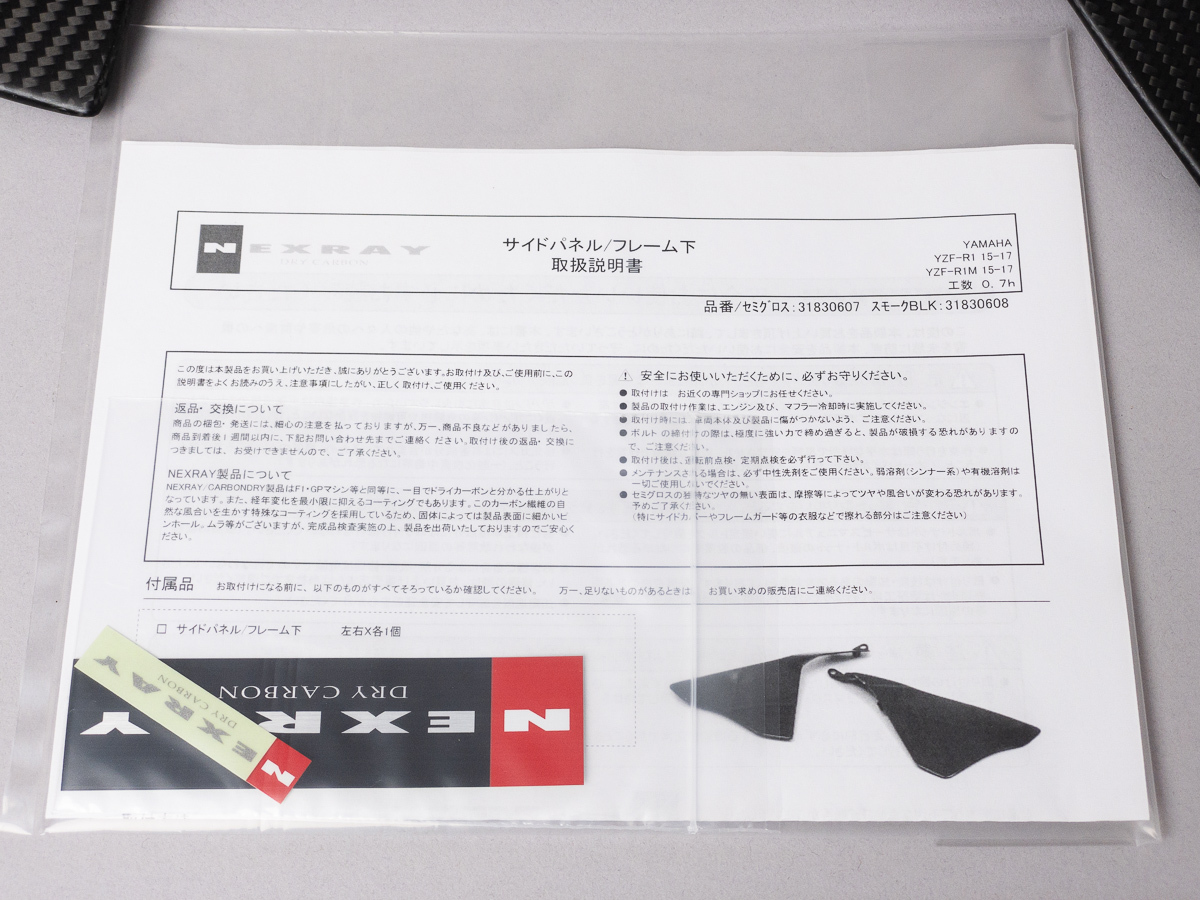 NEXRAY
DRY CARBON
サイドパネル/フレーム下
取扱説明書
YAMAHA
YZF-R1 15-17
YZF-R1M 15-17
工数 0.7h
品番/セミグロス:31830607 スモークBLK:31830608
この度は本製品をお買い上げいただき、誠にありがとうございます。お取付け及び、ご使用前に、この
説明書をよくお読みのうえ、注意事項にしたがい、正しく取付け、ご使用ください。
返品・交換について
商品の梱包・発送には、細心の注意を払っておりますが、万一、商品不良などがありましたら、
商品到着後1週間以内に、下記お問い合わせ先までご連絡ください。取付け後の返品・交換に
つきましては、お受けできませんので、ご了承ください。
NEXRAY製品について
NEXRAY/CARBONDRY製品はF1・GPマシン等と同等に、一目でドライカーボンと分かる仕上がりと
なっています。また、経年変化を最小限に抑えるコーティングでもあります。このカーボン繊維の自
然な風合いを生かす特殊なコーティングを採用しているため、固体によっては製品表面に細かいピ
ンホール。ムラ等がございますが、完成品検査実施の上、製品を出荷いたしておりますのでご安心く
ださい。
⚠ 安全にお使いいただくために、必ずお守りください。
●取付けは お近くの専門ショップにお任せください。
●製品の取付け作業は、エンジン及び、マフラー冷却時に実施してください。
●取付け時には、車両本体及び製品に傷がつかないよう、ご注意ください。
●ボルトの締付けの際は、極度に強い力で締め過ぎると、製品が破損する恐れがありますの
で、ご注意ください。
●取付け後は、運転前点検・定期点検を必ず行って下さい。
●メンテナンスされる場合は、必ず中性洗剤をご使用ください。弱溶剤(シンナー系)や有機溶剤は
一切ご使用しないでください。
●セミグロスの独特なツヤの無い表面は、摩擦等によってツヤや風合いが変わる恐れがあります。
予めご了承ください。
(特にサイドカバーやフレームガード等の衣服などで擦れる部分はご注意ください)
付属品 お取付けになる前に、以下のものがすべてそろっているか確認してください。 万一、足りないものがあるときは お買い求めの販売店にご連絡ください。
□ サイドパネル/フレーム下 左右X各1個
NEXRAY
DRY CARBON
NEXRAY
DRY CARBON